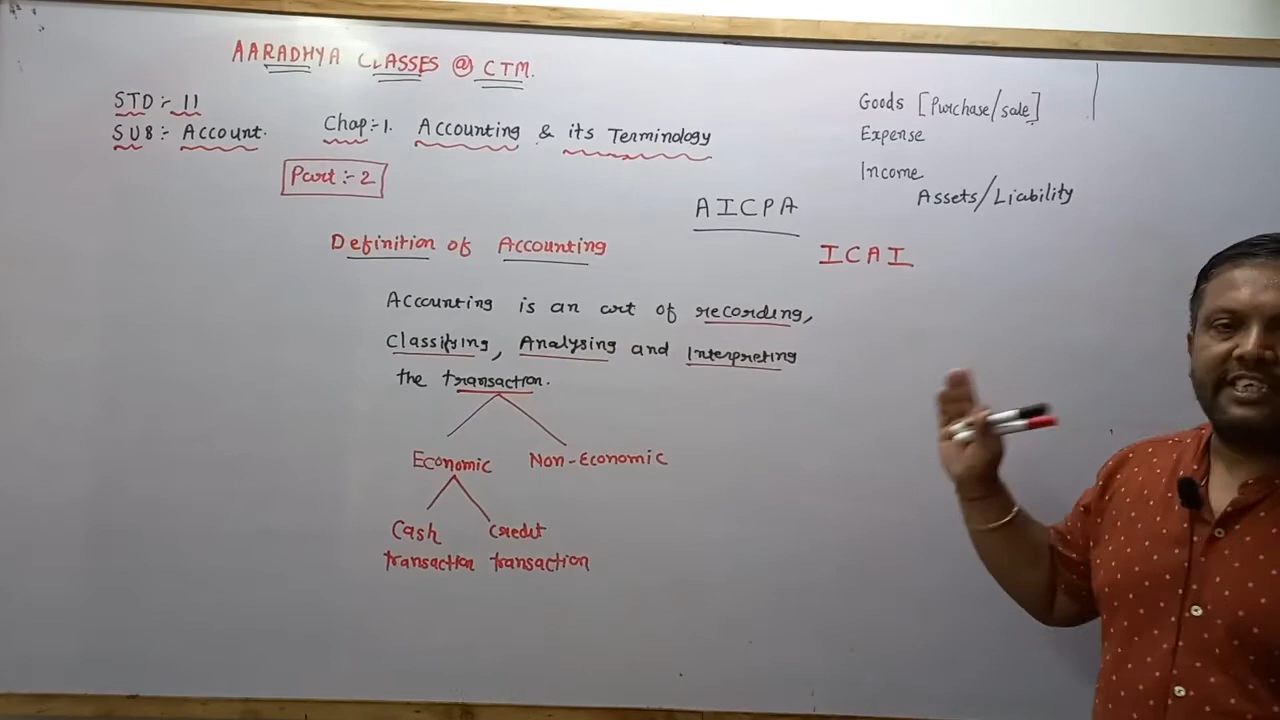 AARADHYA CLASSES @ CTM.
STD:- 11
SUB:- Account.
Chap:-1. Accounting & its Terminology
Part:-2
Goods [Purchase/sale]
Expense
Income
Assets/Liability
AICPA
ICAI
Definition of Accounting
Accounting is an art of recording,
Classifying, Analysing and Interpreting
the transaction.
Economic Non-Economic
Cash credit
transaction transaction